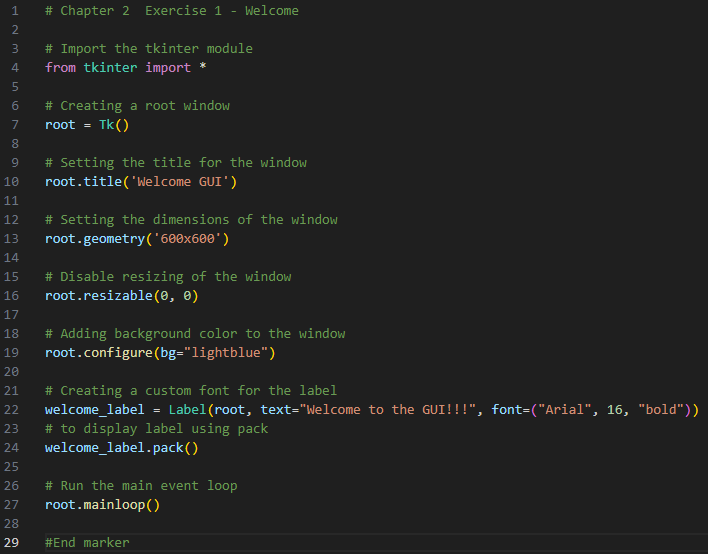 1 # Chapter 2  Exercise 1 - Welcome
2
3 # Import the tkinter module
4 from tkinter import *
5
6 # Creating a root window
7 root = Tk()
8
9 # Setting the title for the window
10 root.title('Welcome GUI')
11
12 # Setting the dimensions of the window
13 root.geometry('600x600')
14
15 # Disable resizing of the window
16 root.resizable(0, 0)
17
18 # Adding background color to the window
19 root.configure(bg="lightblue")
20
21 # Creating a custom font for the label
22 welcome_label = Label(root, text="Welcome to the GUI!!!", font=("Arial", 16, "bold"))
23 # to display label using pack
24 welcome_label.pack()
25
26 # Run the main event loop
27 root.mainloop()
28
29 #End marker